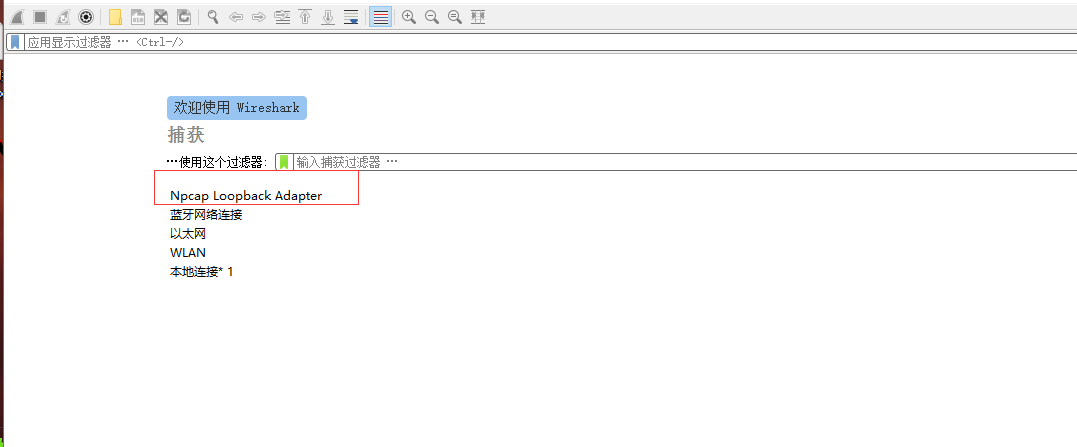 应用显示过滤器 … <Ctrl-/>
欢迎使用 Wireshark
捕获
…使用这个过滤器: 输入捕获过滤器 …
Npcap Loopback Adapter
蓝牙网络连接
以太网
WLAN
本地连接* 1